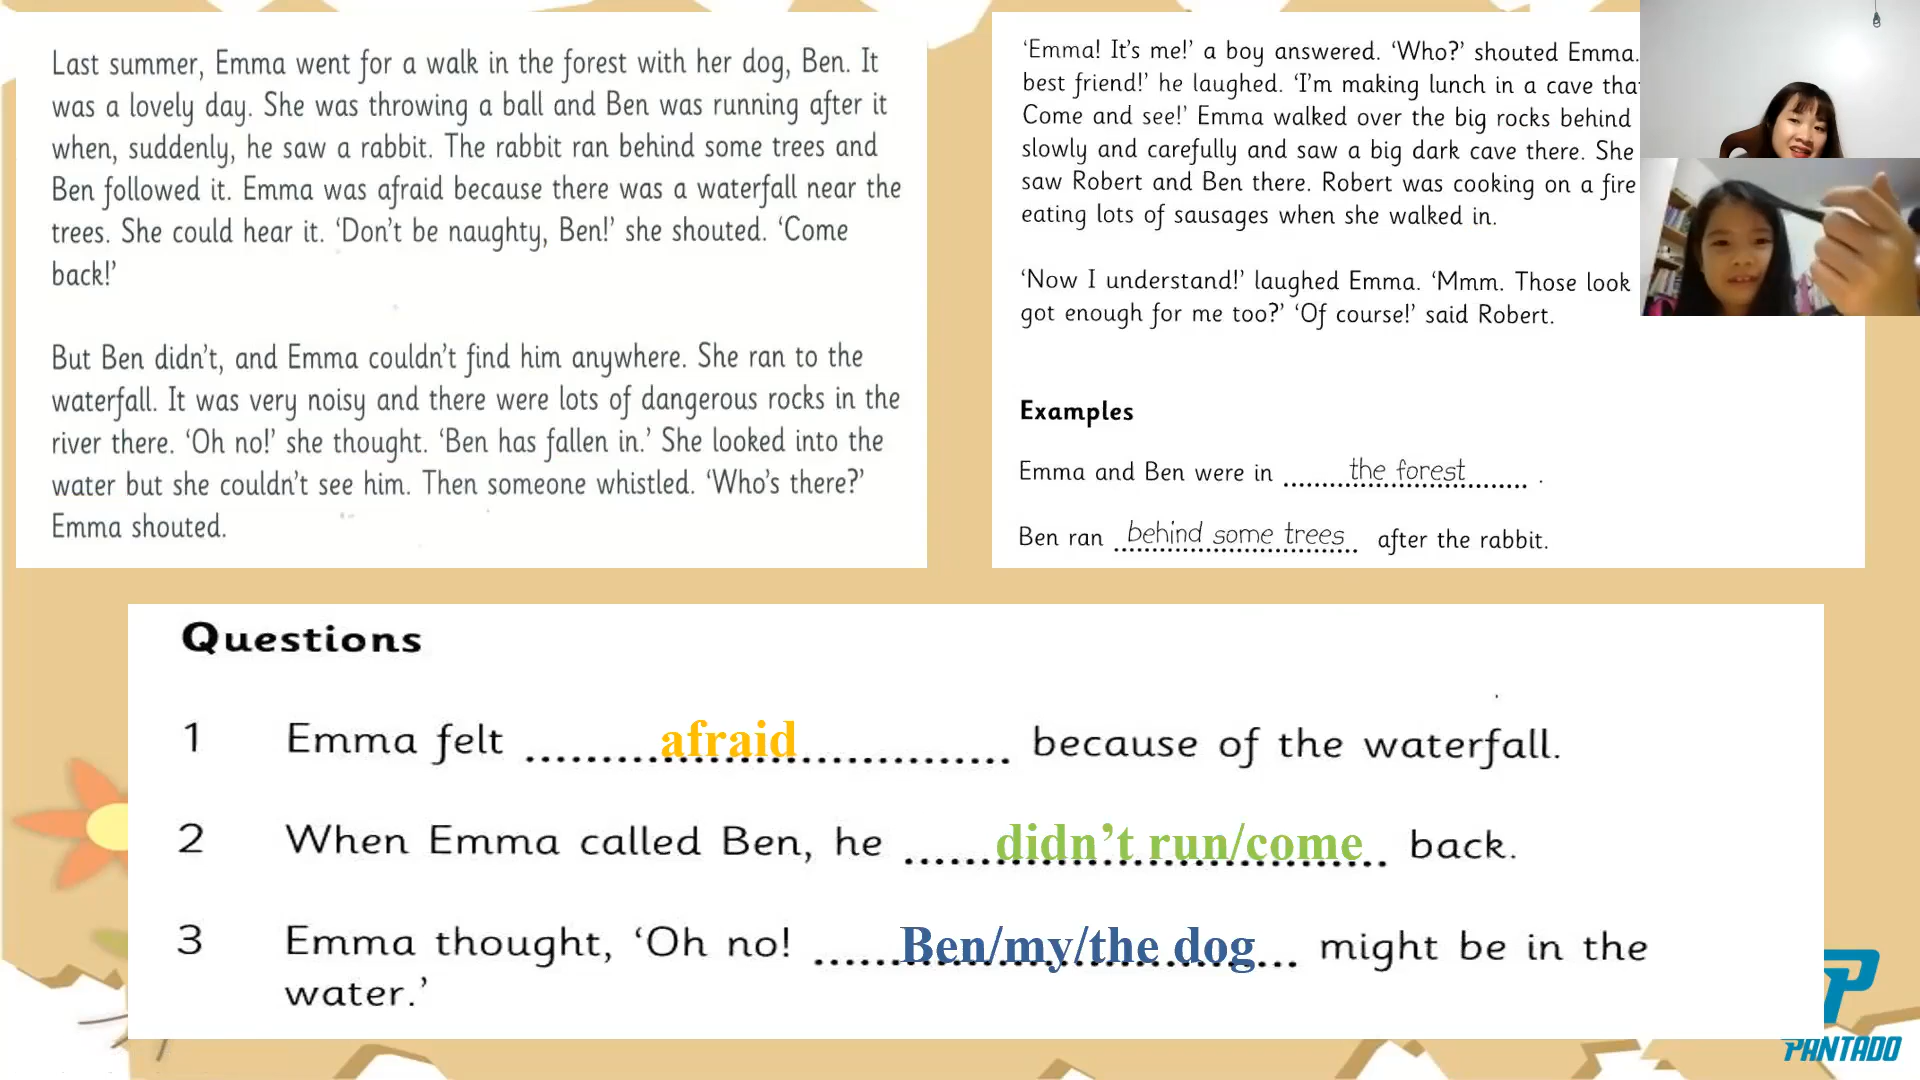 Last summer, Emma went for a walk in the forest with her dog, Ben. It
was a lovely day. She was throwing a ball and Ben was running after it
when, suddenly, he saw a rabbit. The rabbit ran behind some trees and
Ben followed it. Emma was afraid because there was a waterfall near the
trees. She could hear it. ‘Don’t be naughty, Ben!’ she shouted. ‘Come
back!’
But Ben didn’t, and Emma couldn’t find him anywhere. She ran to the
waterfall. It was very noisy and there were lots of dangerous rocks in the
river there. ‘Oh no!’ she thought. ‘Ben has fallen in.’ She looked into the
water but she couldn’t see him. Then someone whistled. ‘Who’s there?’
Emma shouted.
‘Emma! It’s me!’ a boy answered. ‘Who?’ shouted Emma.
best friend!’ he laughed. ‘I’m making lunch in a cave
Come and see!’ Emma walked over the big rocks behind
slowly and carefully and saw a big dark cave there. She
saw Robert and Ben there. Robert was cooking on a fire
eating lots of sausages when she walked in.
‘Now I understand!’ laughed Emma. ‘Mmm. Those look
got enough for me too?’ ‘Of course!’ said Robert.
Examples
Emma and Ben were in the forest .
Ben ran behind some trees after the rabbit.
Questions
1 Emma felt afraid because of the waterfall.
2 When Emma called Ben, he didn’t run/come back.
3 Emma thought, ‘Oh no! Ben/my/the dog might be in the
water.’
PANTADO